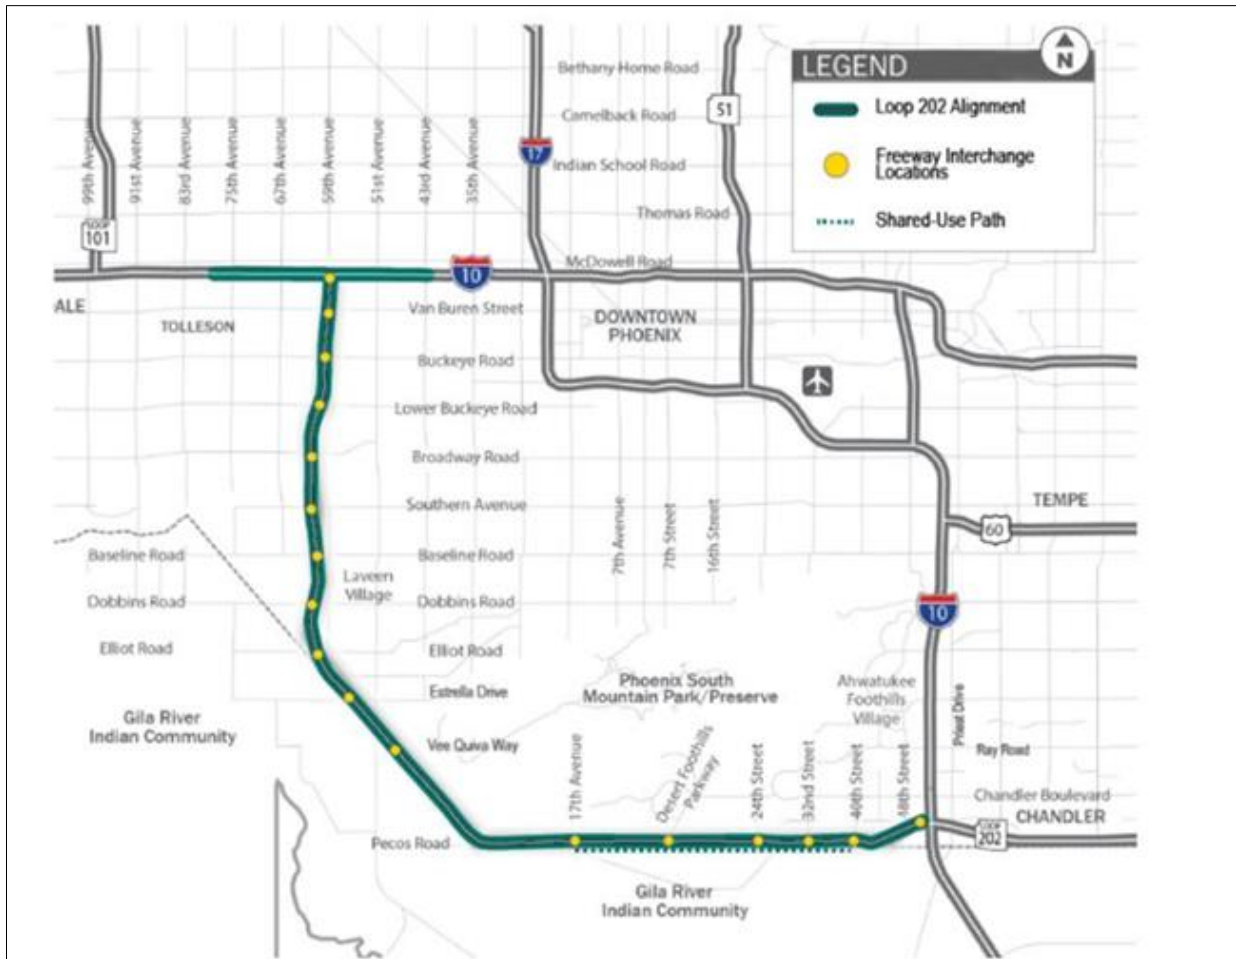 N
LEGEND
Loop 202 Alignment
Freeway Interchange
Locations
Shared-Use Path
Bethany Home Road
Camelback Road
51
17
Indian School Road
Thomas Road
McDowell Road
99th Avenue
91st Avenue
83rd Avenue
75th Avenue
67th Avenue
59th Avenue
51st Avenue
43rd Avenue
35th Avenue
LOOP
101
10
ALE
TOLLESON
Van Buren Street
DOWNTOWN
PHOENIX
Buckeye Road
Lower Buckeye Road
Broadway Road
Southern Avenue
7th Avenue
7th Street
16th Street
TEMPE
60
Baseline Road
Baseline Road
Laveen
Village
Dobbins Road
Dobbins Road
10
Elliot Road
Elliot Road
Estrella Drive
Phoenix South
Mountain Park/Preserve
Ahwatukee
Foothills
Village
Priest Drive
Gila River
Indian Community
Vee Quiva Way
Ray Road
17th Avenue
Desert Foothills
Parkway
24th Street
32nd Street
40th Street
48th Street
Chandler Boulevard
CHANDLER
LOOP
202
Pecos Road
Gila River
Indian Community